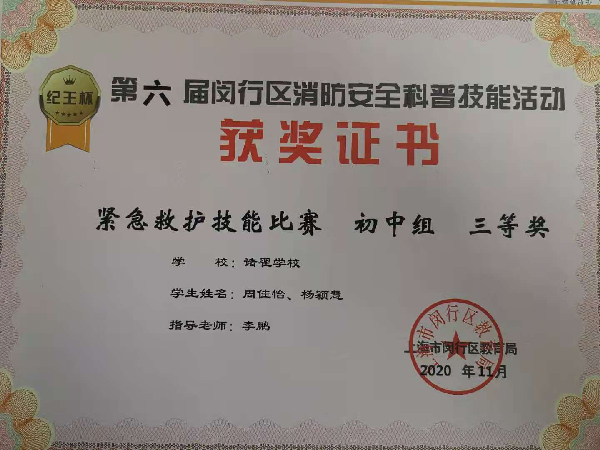 纪王杯
第六届闵行区消防安全科普技能活动
获奖证书
紧急救护技能比赛 初中组 三等奖
学 校：诸翟学校
学生姓名：周佳怡、杨颖慧
指导老师：李鹏
上海市闵行区教育局
上海市闵行区教育局
2020 年11月